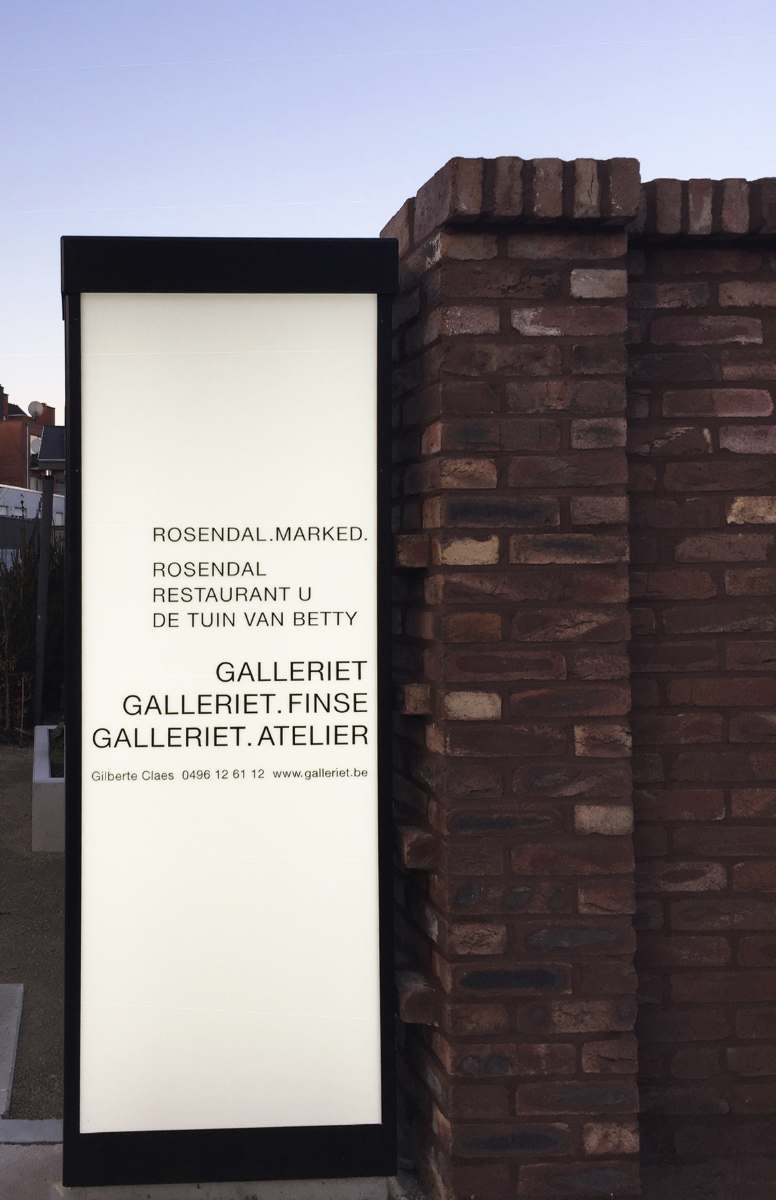 ROSENDAL.MARKED.
ROSENDAL
RESTAURANT U
DE TUIN VAN BETTY
GALLERIET
GALLERIET.FINSE
GALLERIET.ATELIER
Gilberte Claes 0496 12 61 12 www.galleriet.be